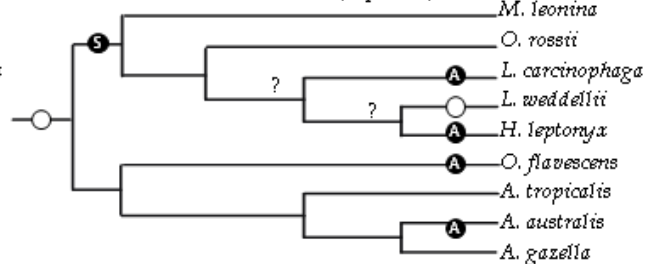 M. leonina
O. rossii
A L. carcinophaga
? L. weddellii
? A H. leptonyx
S
A O. flavescens
A. tropicalis
A A. australis
A. gazella